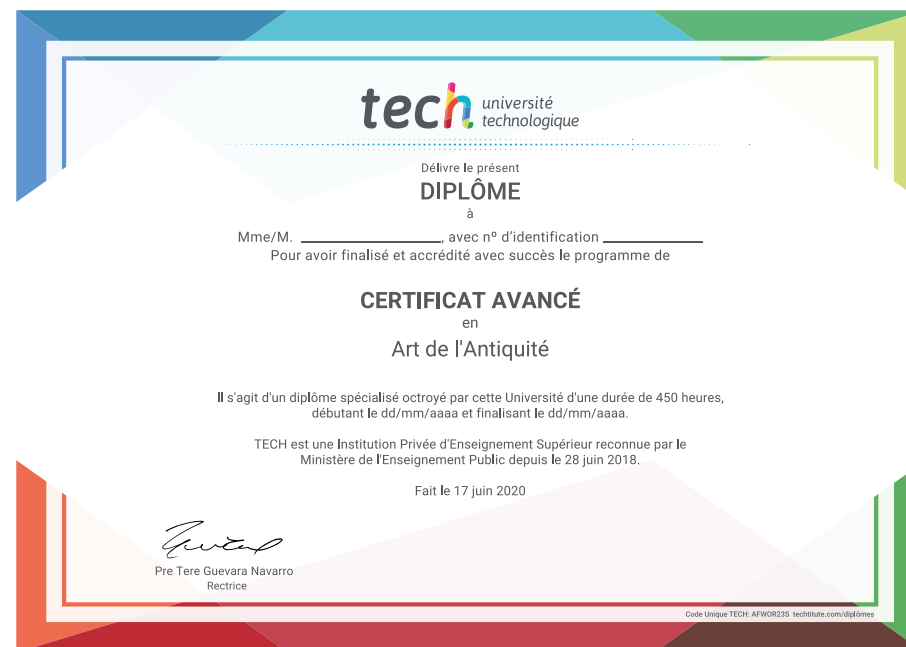 tech université
technologique
Délivre le présent
DIPLÔME
à
Mme/M. ____________________, avec nº d'identification ______________
Pour avoir finalisé et accrédité avec succès le programme de
CERTIFICAT AVANCÉ
en
Art de l'Antiquité
Il s'agit d'un diplôme spécialisé octroyé par cette Université d'une durée de 450 heures,
débutant le dd/mm/aaaa et finalisant le dd/mm/aaaa.
TECH est une Institution Privée d'Enseignement Supérieur reconnue par le
Ministère de l'Enseignement Public depuis le 28 juin 2018.
Fait le 17 juin 2020
Pre Tere Guevara Navarro
Rectrice
Code Unique TECH: AFWOR23S techtitute.com/diplômes